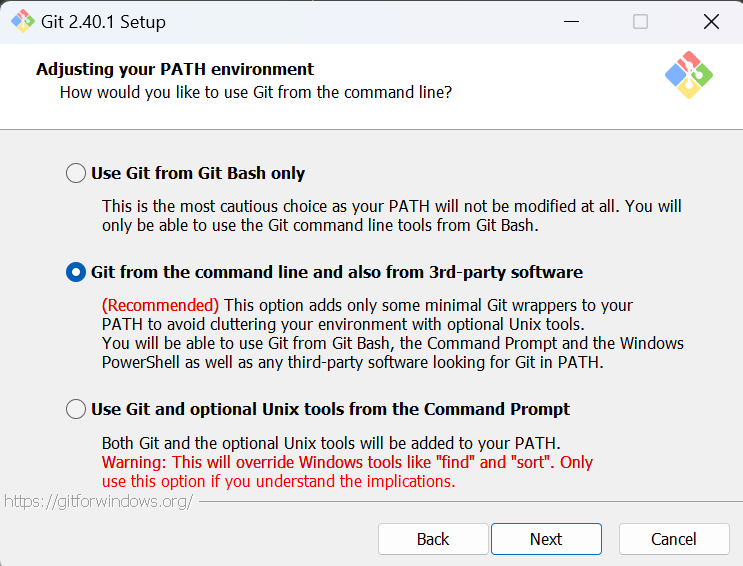 Git 2.40.1 Setup
Adjusting your PATH environment
How would you like to use Git from the command line?
Use Git from Git Bash only
This is the most cautious choice as your PATH will not be modified at all. You will
only be able to use the Git command line tools from Git Bash.
Git from the command line and also from 3rd-party software
(Recommended) This option adds only some minimal Git wrappers to your
PATH to avoid cluttering your environment with optional Unix tools.
You will be able to use Git from Git Bash, the Command Prompt and the Windows
PowerShell as well as any third-party software looking for Git in PATH.
Use Git and optional Unix tools from the Command Prompt
Both Git and the optional Unix tools will be added to your PATH.
Warning: This will override Windows tools like "find" and "sort". Only
use this option if you understand the implications.
https://gitforwindows.org/
Back
Next
Cancel